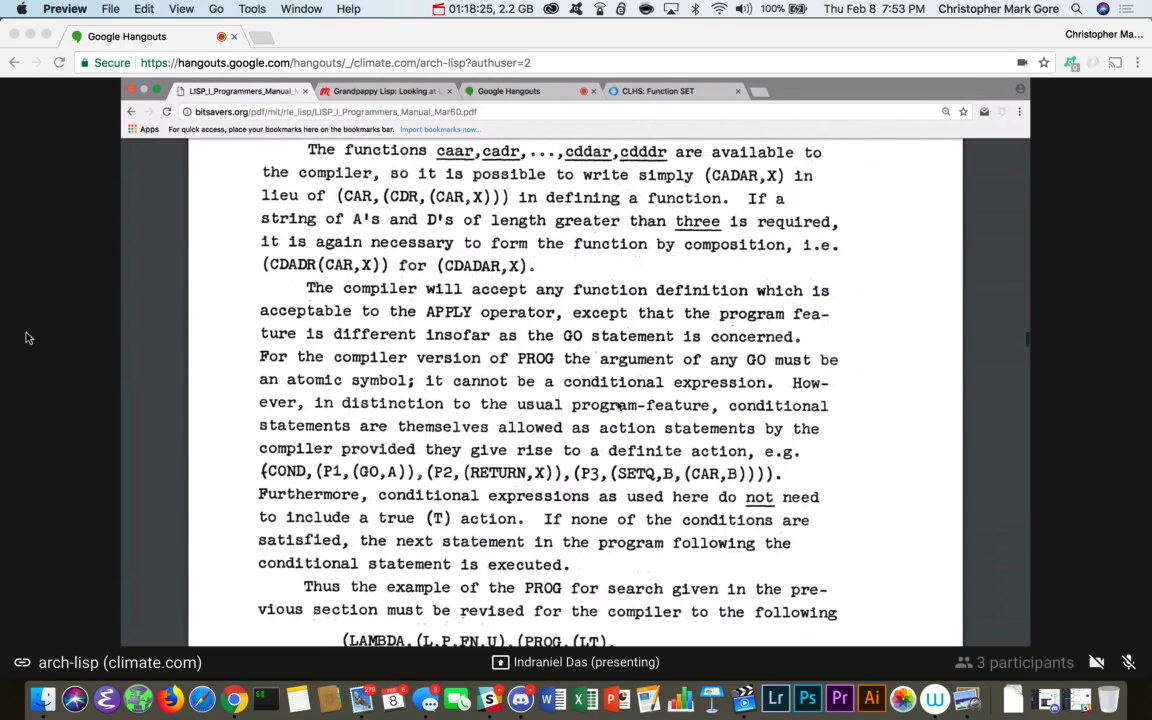 Preview File Edit View Go Tools Window Help 01:18:25, 2.2 GB 100% Thu Feb 8 7:53 PM Christopher Mark Gore
Google Hangouts Christopher Ma...
Secure https://hangouts.google.com/hangouts/_/climate.com/arch-lisp?authuser=2
LISP_I_Programmers_Manual_M Grandpappy Lisp: Looking at L Google Hangouts CLHS: Function SET
bitsavers.org/pdf/mit/rle_lisp/LISP_I_Programmers_Manual_Mar60.pdf
Apps For quick access, place your bookmarks here on the bookmarks bar. Import bookmarks now...
The functions caar,cadr,...,cddar,cdddr are available to
the compiler, so it is possible to write simply (CADAR,X) in
lieu of (CAR,(CDR,(CAR,X))) in defining a function. If a
string of A's and D's of length greater than three is required,
it is again necessary to form the function by composition, i.e.
(CDADR(CAR,X)) for (CDADAR,X).
The compiler will accept any function definition which is
acceptable to the APPLY operator, except that the program fea-
ture is different insofar as the GO statement is concerned.
For the compiler version of PROG the argument of any GO must be
an atomic symbol; it cannot be a conditional expression. How-
ever, in distinction to the usual program-feature, conditional
statements are themselves allowed as action statements by the
compiler provided they give rise to a definite action, e.g.
(COND,(P1,(GO,A)),(P2,(RETURN,X)),(P3,(SETQ,B,(CAR,B)))).
Furthermore, conditional expressions as used here do not need
to include a true (T) action. If none of the conditions are
satisfied, the next statement in the program following the
conditional statement is executed.
Thus the example of the PROG for search given in the pre-
vious section must be revised for the compiler to the following
(LAMBDA,(L,P,FN,U),(PROG,(LT),
arch-lisp (climate.com) Indraniel Das (presenting) 3 participants
279 FEB 8 3 Lr Ps Pr Ai